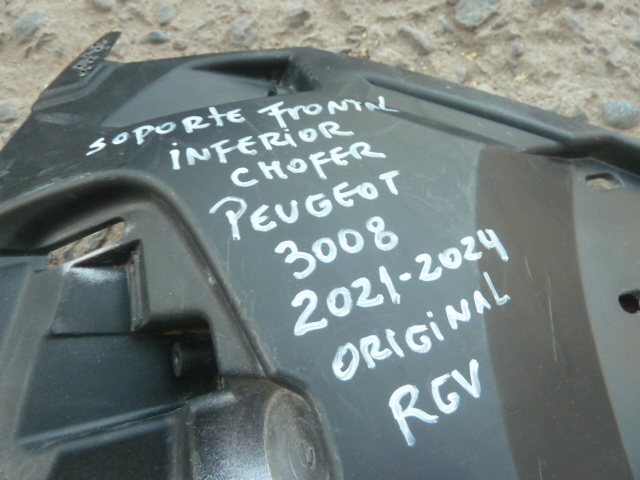 SOPORTE FRONTAL
INFERIOR
CHOFER
PEUGEOT
3008
2021-2024
ORIGINAL
RGV